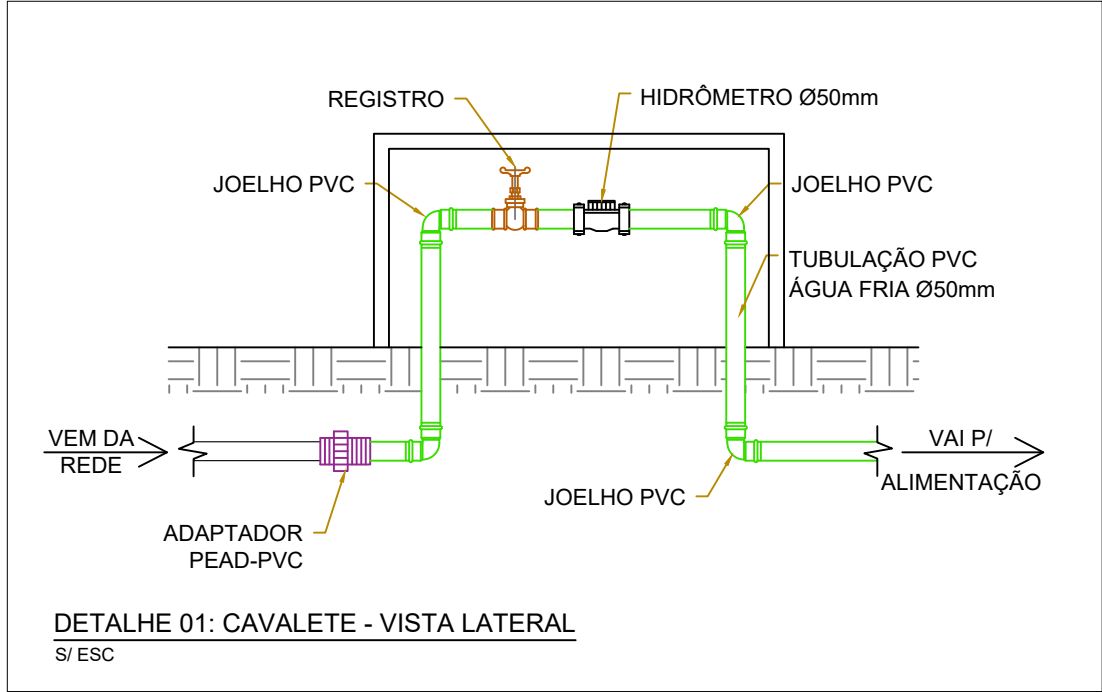 REGISTRO
HIDRÔMETRO Ø50mm
JOELHO PVC
JOELHO PVC
TUBULAÇÃO PVC
ÁGUA FRIA Ø50mm
VEM DA
REDE
VAI P/
ALIMENTAÇÃO
JOELHO PVC
ADAPTADOR
PEAD-PVC
DETALHE 01: CAVALETE - VISTA LATERAL
S/ ESC